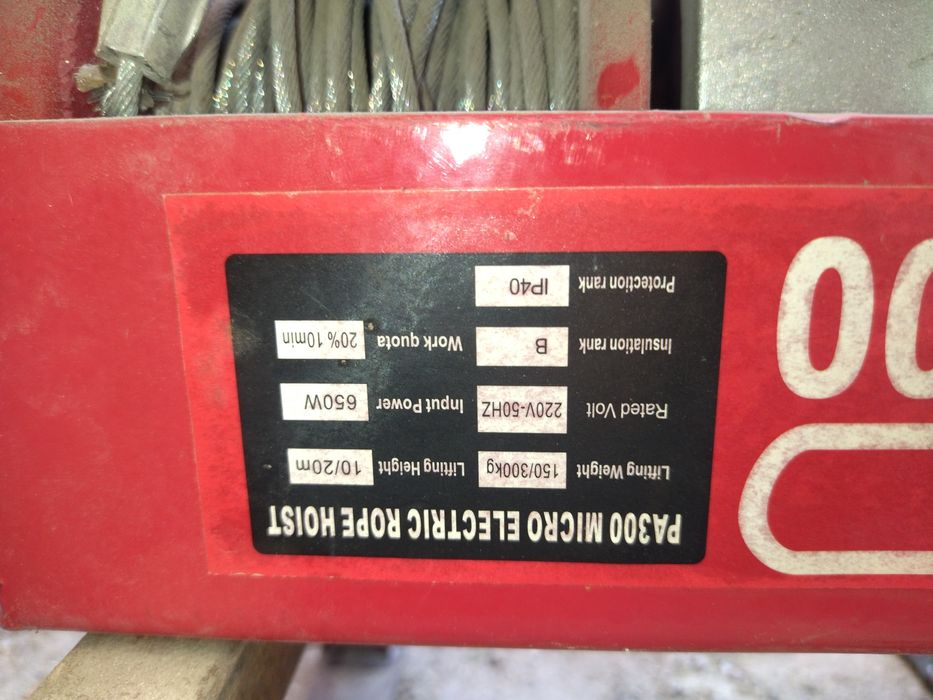 PA300 MICRO ELECTRIC ROPE HOIST
Lifting Weight 150/300kg Lifting Height 10/20m
Rated Volt 220V-50HZ Input Power 650W
Insulation rank B Work quota 20% 10min
Protection rank IP40
00